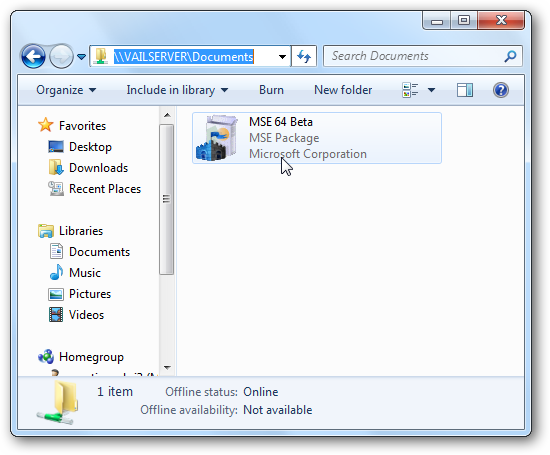 \\VAILSERVER\Documents
Search Documents
Organize
Include in library
Burn
New folder
Favorites
Desktop
Downloads
Recent Places
Libraries
Documents
Music
Pictures
Videos
Homegroup
MSE 64 Beta
MSE Package
Microsoft Corporation
1 item
Offline status: Online
Offline availability: Not available